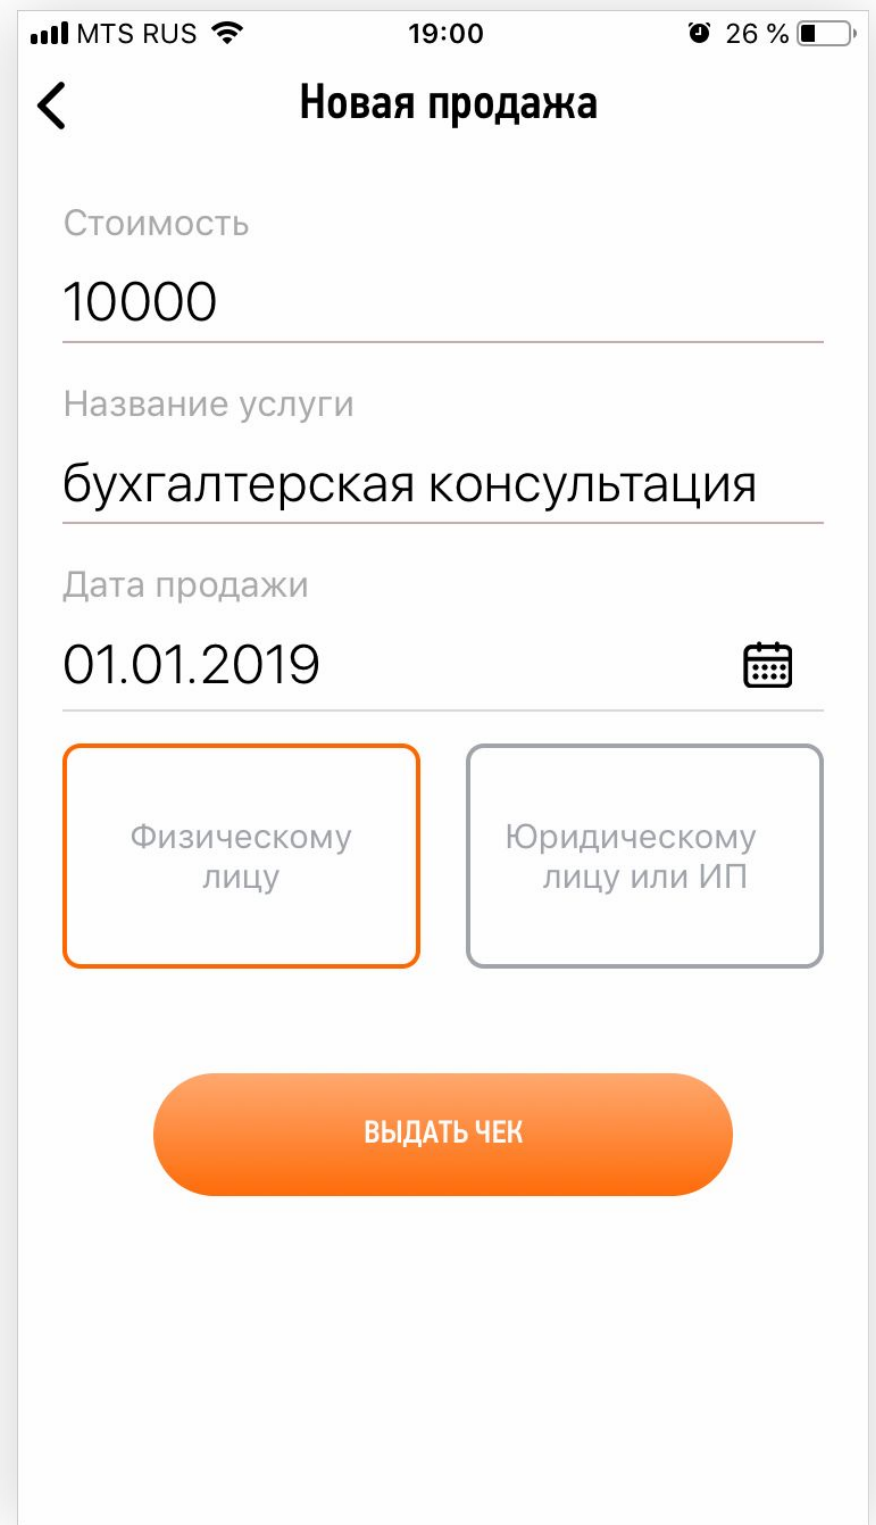 MTS RUS 19:00 26 %
Новая продажа
Стоимость
10000
Название услуги
бухгалтерская консультация
Дата продажи
01.01.2019
Физическому
лицу
Юридическому
лицу или ИП
ВЫДАТЬ ЧЕК